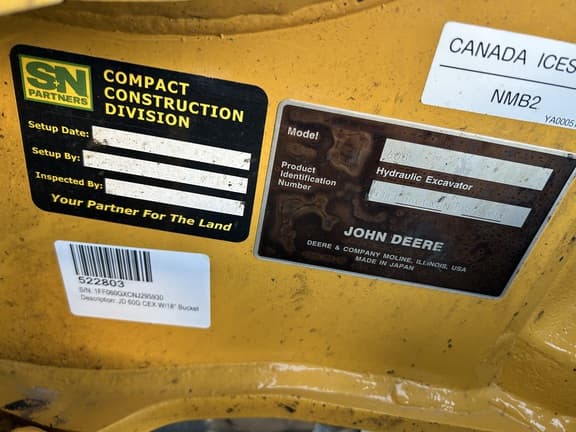 S&N
PARTNERS
COMPACT
CONSTRUCTION
DIVISION
Setup Date:
Setup By:
Inspected By:
Your Partner For The Land
522803
S/N. 1FF060GXCNJ295930
Description: JD 60G CEX W/18" Bucket
Model
Hydraulic Excavator
Product
Identification
Number
JOHN DEERE
DEERE & COMPANY MOLINE, ILLINOIS, USA
MADE IN JAPAN
CANADA ICES
NMB2